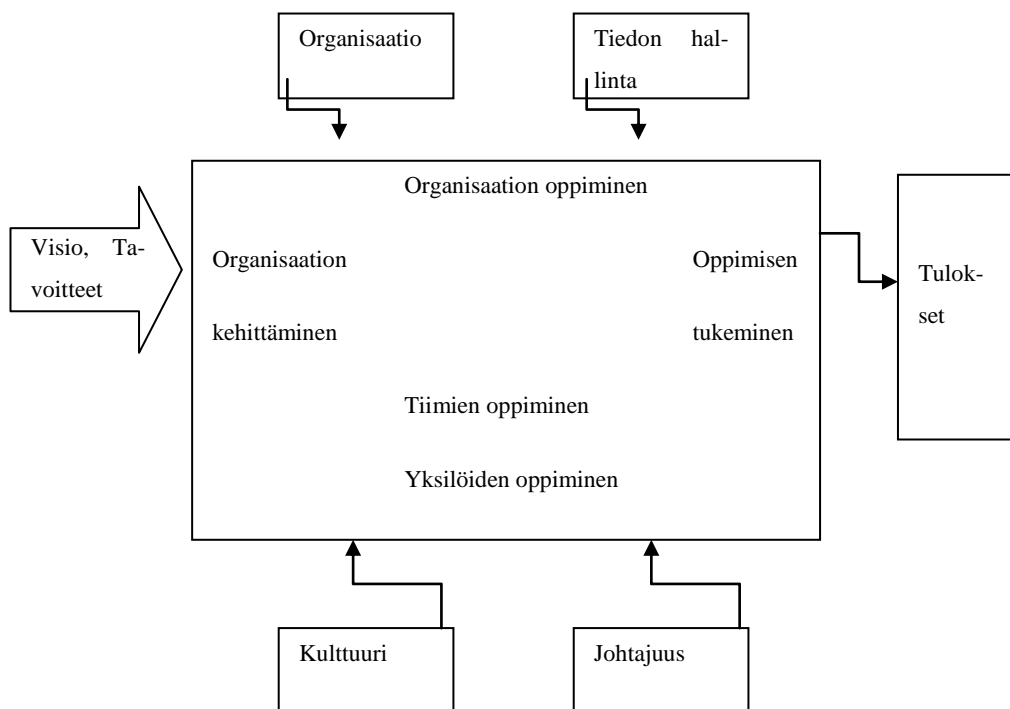 Organisaatio
Tiedon hal-
linta
Organisaation oppiminen
Visio, Ta-
voitteet
Organisaation
kehittäminen
Oppimisen
tukeminen
Tulok-
set
Tiimien oppiminen
Yksilöiden oppiminen
Kulttuuri
Johtajuus